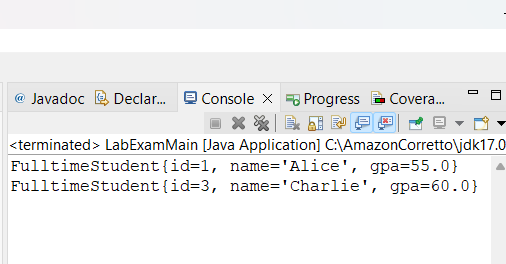 Javadoc Declar... Console Progress Covera...
<terminated> LabExamMain [Java Application] C:\AmazonCorretto\jdk17.0
FulltimeStudent{id=1, name='Alice', gpa=55.0}
FulltimeStudent{id=3, name='Charlie', gpa=60.0}